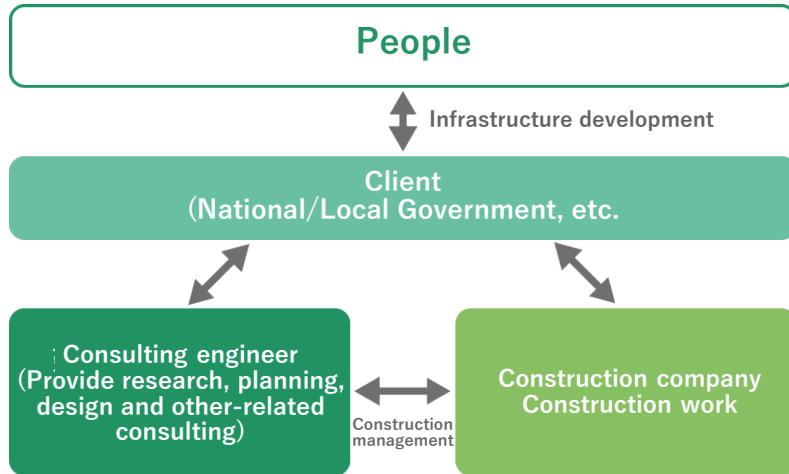 People
Infrastructure development
Client
(National/Local Government, etc.
Consulting engineer
(Provide research, planning,
design and other-related
consulting)
Construction
management
Construction company
Construction work